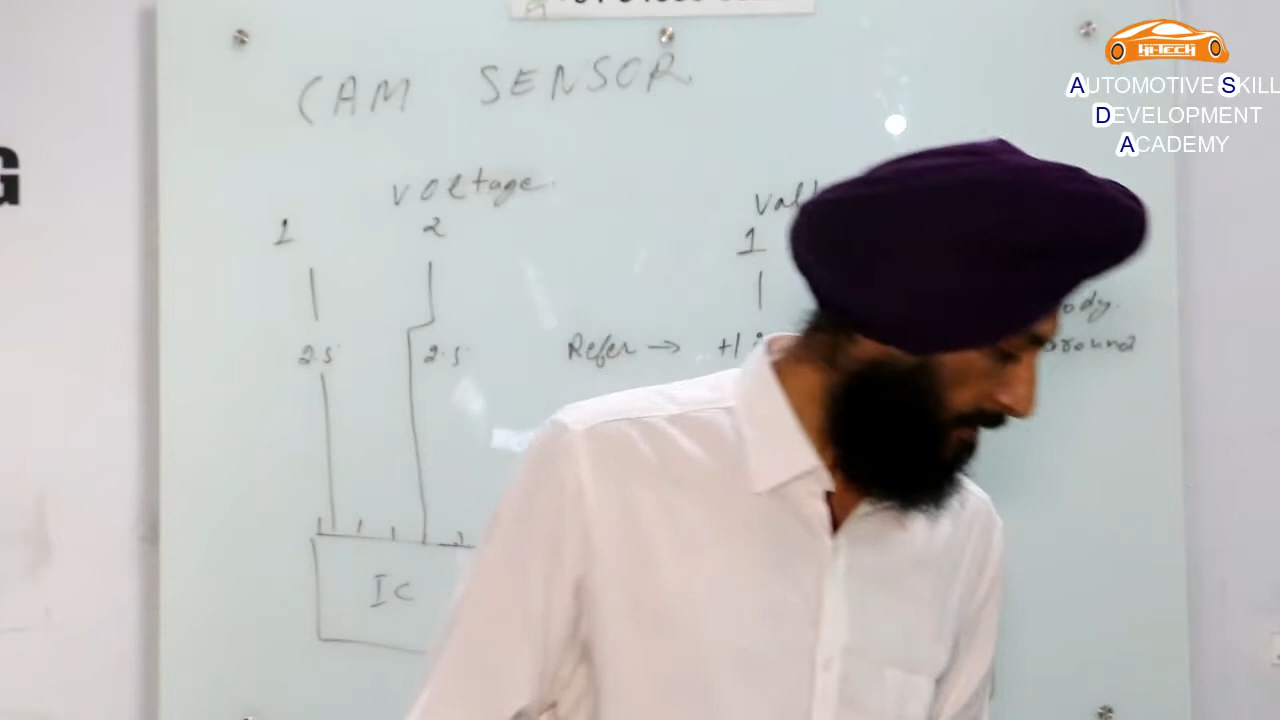 Hi-Tech
AUTOMOTIVE SKILL
DEVELOPMENT
ACADEMY
G
CAM SENSOR
voltage.
1 2
1
2.5 2.5
Refer → +/
ody.
Ground
IC